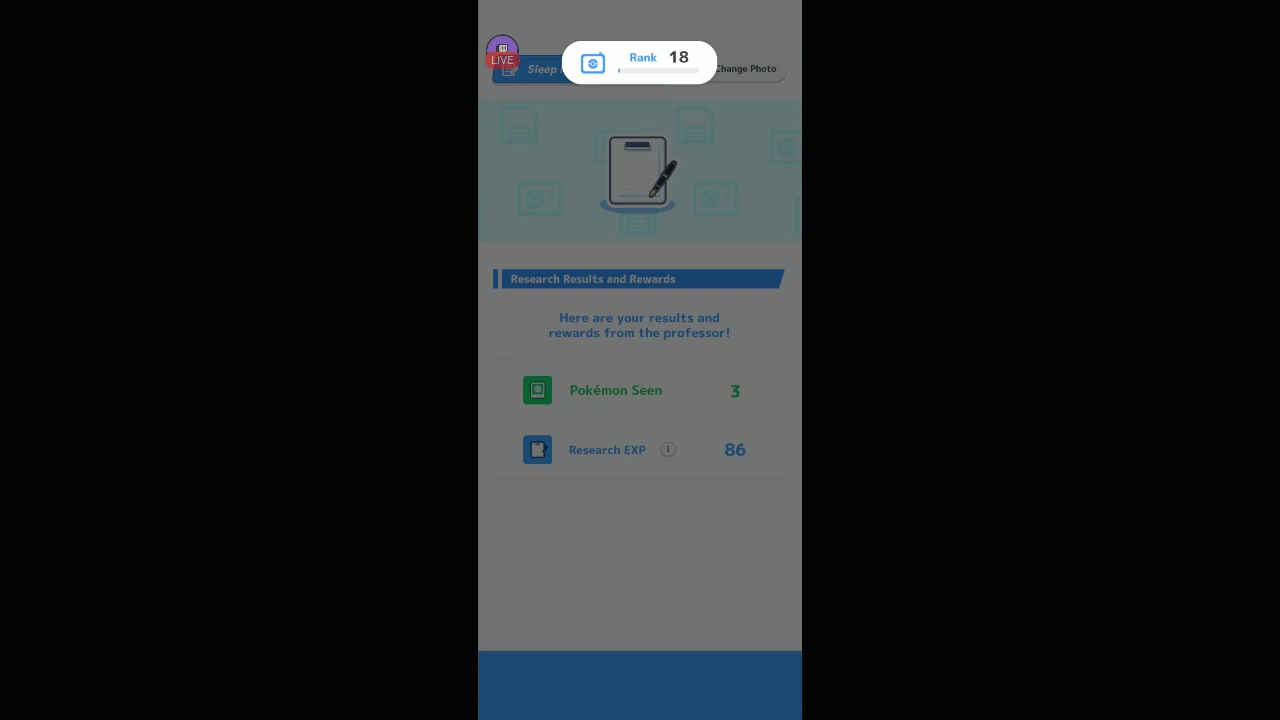 LIVE
Sleep
Rank 18
Change Photo
Research Results and Rewards
Here are your results and
rewards from the professor!
Pokémon Seen 3
Research EXP i 86